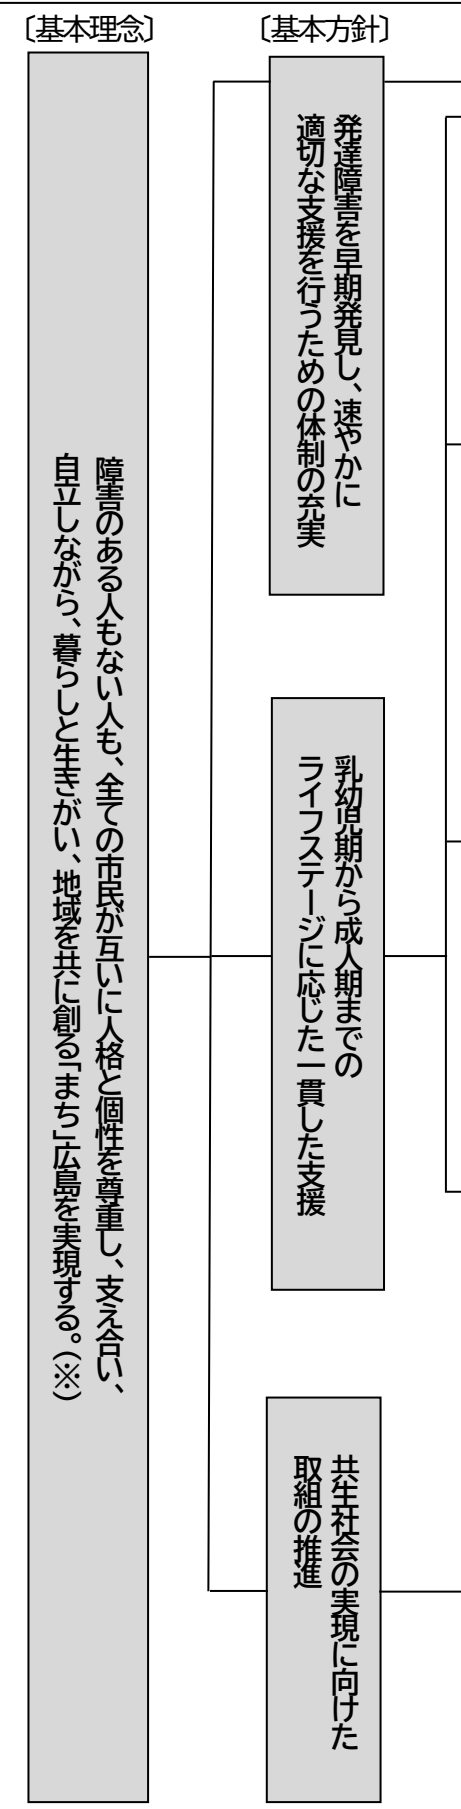 〔基本理念〕
障害のある人もない人も、全ての市民が互いに人格と個性を尊重し、支え合い、
自立しながら、暮らしと生きがい、地域を共に創る「まち」広島を実現する。(※)
〔基本方針〕
発達障害を早期発見し、速やかに
適切な支援を行うための体制の充実
乳幼児期から成人期までの
ライフステージに応じた一貫した支援
共生社会の実現に向けた
取組の推進